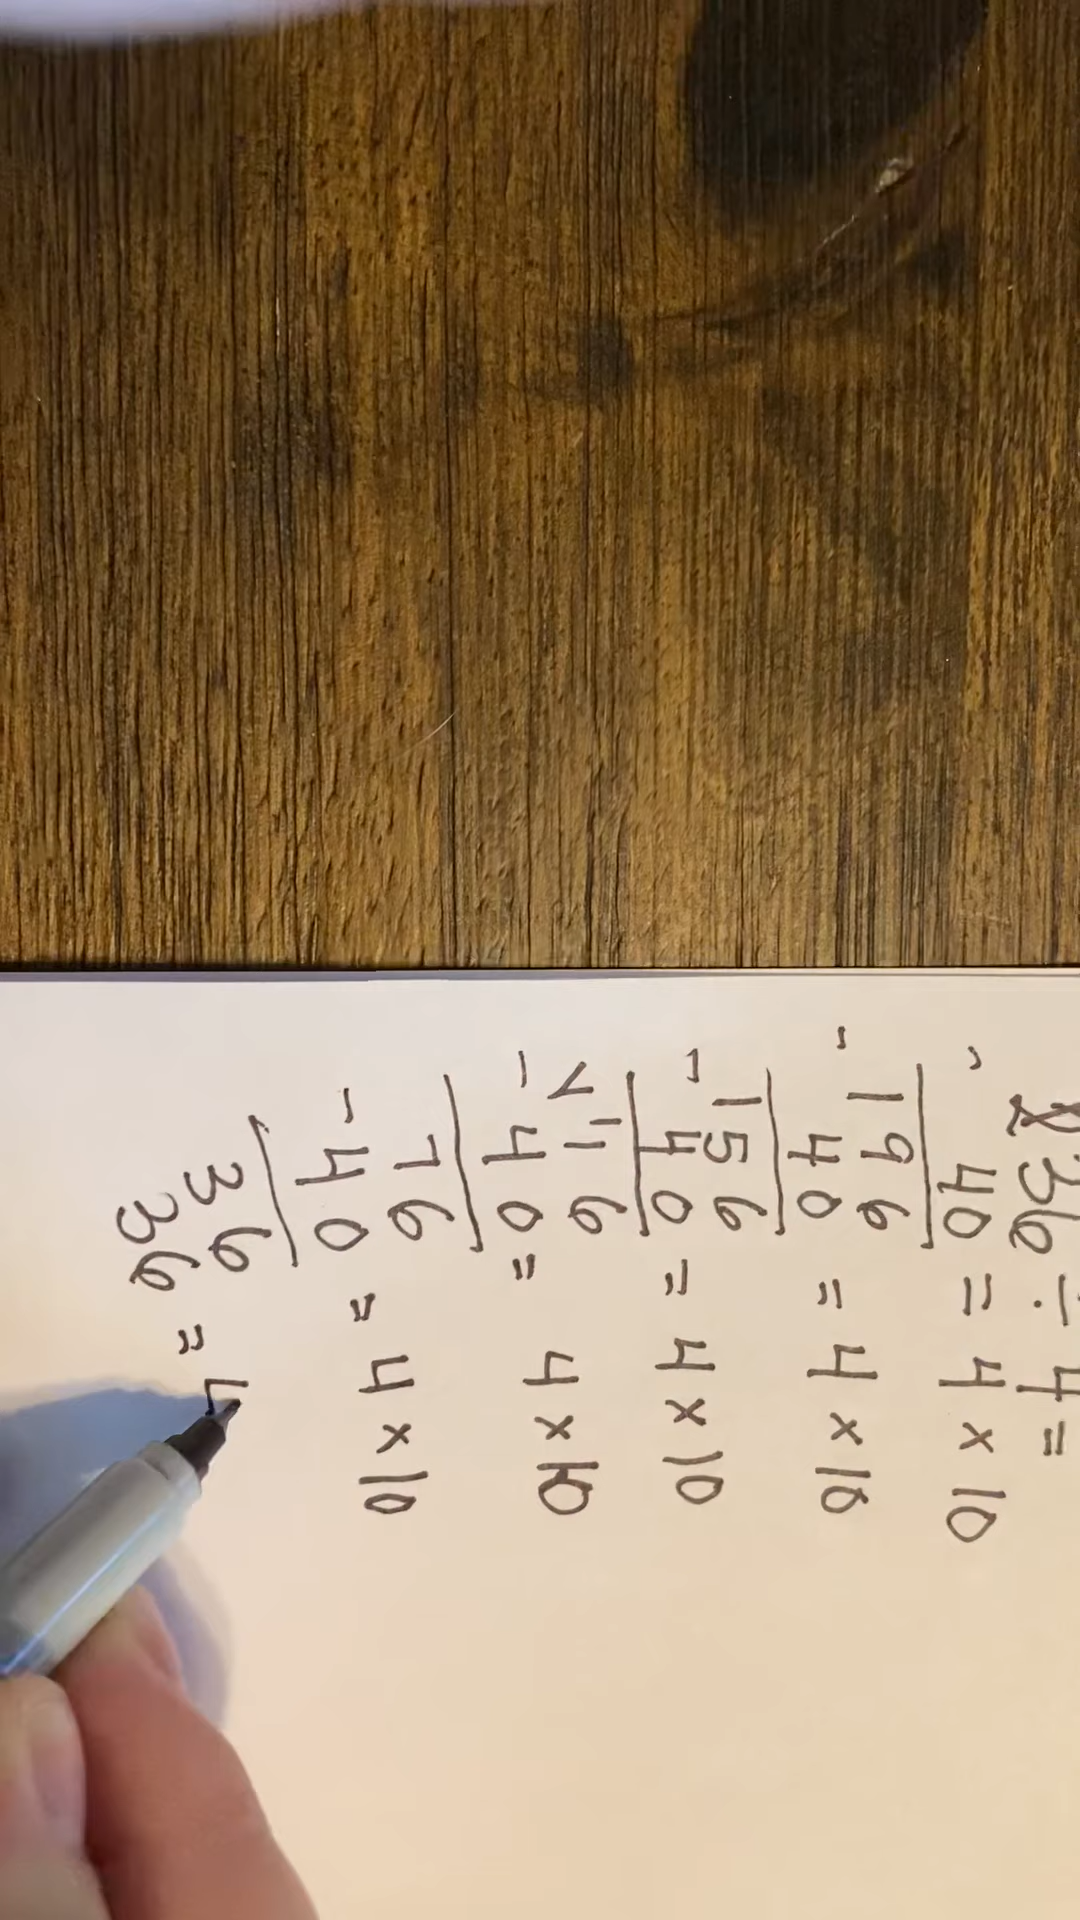 236 ÷ 4 =
- 40 = 4 × 10
196
- 40 = 4 × 10
156
- 40 = 4 × 10
116
- 40 = 4 × 10
76
- 40 = 4 × 10
36
36 = 4